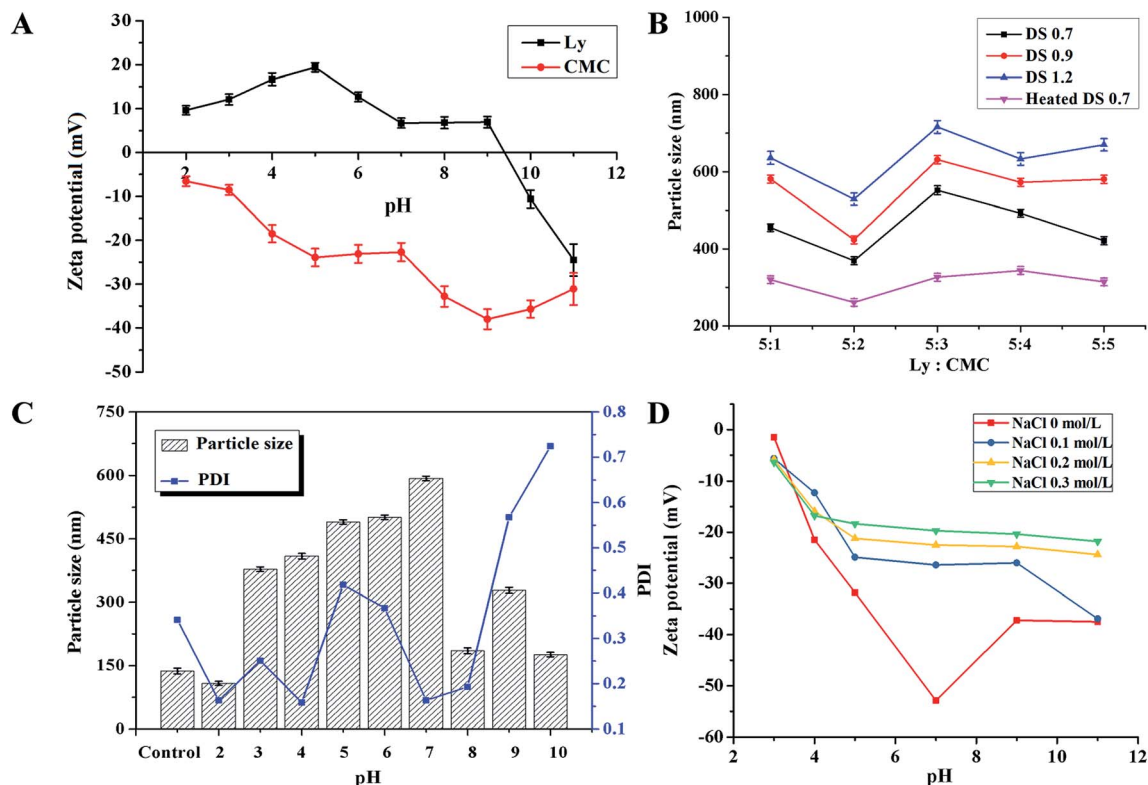 A
30
20
10
0
-10
-20
-30
-40
-50
Zeta potential (mV)
2 4 6 8 10 12
pH
Ly
CMC
B
1000
800
600
400
200
Particle size (nm)
5:1 5:2 5:3 5:4 5:5
Ly : CMC
DS 0.7
DS 0.9
DS 1.2
Heated DS 0.7
C
750
600
450
300
150
0
Particle size (nm)
Particle size
PDI
0.8
0.7
0.6
0.5
0.4
0.3
0.2
0.1
PDI
Control 2 3 4 5 6 7 8 9 10
pH
D
0
-10
-20
-30
-40
-50
-60
Zeta potential (mV)
NaCl 0 mol/L
NaCl 0.1 mol/L
NaCl 0.2 mol/L
NaCl 0.3 mol/L
2 4 6 8 10 12
pH